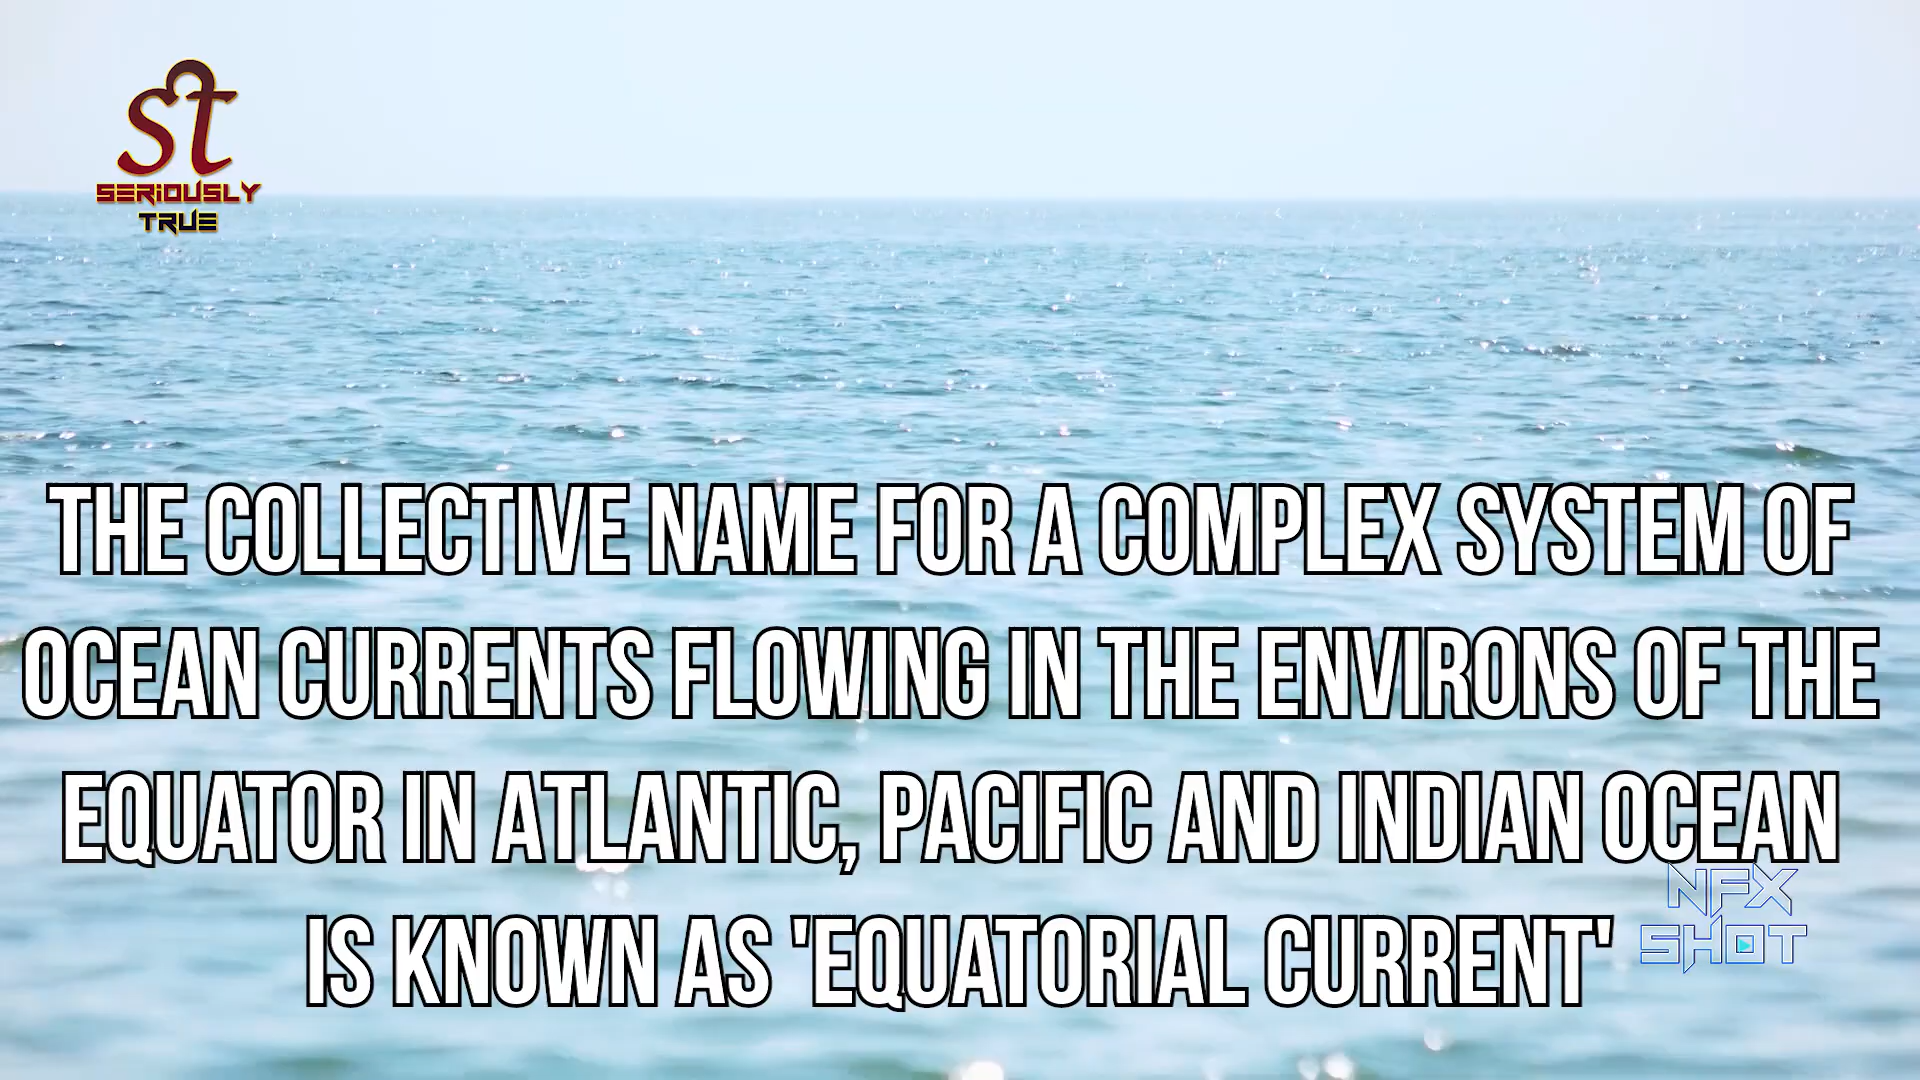 st
SERIOUSLY
TRUE
THE COLLECTIVE NAME FOR A COMPLEX SYSTEM OF
OCEAN CURRENTS FLOWING IN THE ENVIRONS OF THE
EQUATOR IN ATLANTIC, PACIFIC AND INDIAN OCEAN
IS KNOWN AS 'EQUATORIAL CURRENT'
NFX
SHOT